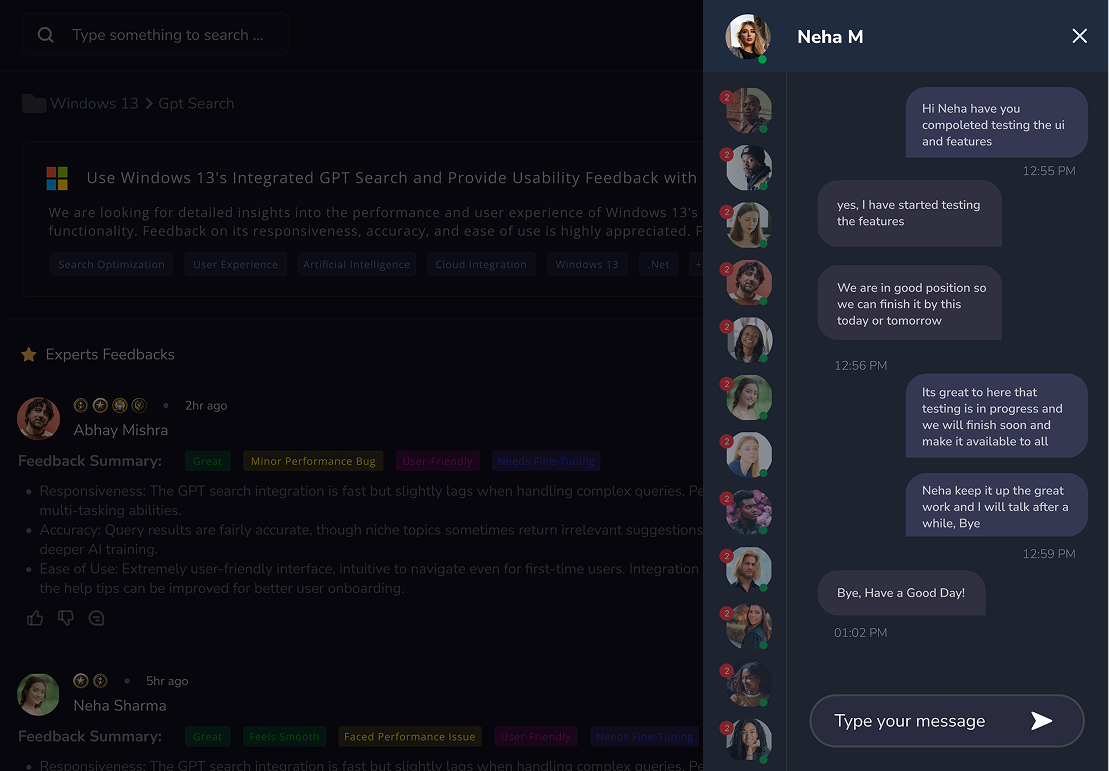 Type something to search ...
Windows 13 > Gpt Search
Use Windows 13's Integrated GPT Search and Provide Usability Feedback with
We are looking for detailed insights into the performance and user experience of Windows 13's
functionality. Feedback on its responsiveness, accuracy, and ease of use is highly appreciated. F
Search Optimization
User Experience
Artificial Intelligence
Cloud Integration
Windows 13
.Net
Experts Feedbacks
2hr ago
Abhay Mishra
Feedback Summary:
Great
Minor Performance Bug
User-Friendly
Needs Fine-Tuning
• Responsiveness: The GPT search integration is fast but slightly lags when handling complex queries. Pe
multi-tasking abilities.
• Accuracy: Query results are fairly accurate, though niche topics sometimes return irrelevant suggestions
deeper AI training.
• Ease of Use: Extremely user-friendly interface, intuitive to navigate even for first-time users. Integration
the help tips can be improved for better user onboarding.
5hr ago
Neha Sharma
Feedback Summary:
Great
Feels Smooth
Faced Performance Issue
User-Friendly
Needs Fine-Tuning
• Responsiveness: The GPT search integration is fast but slightly lags when handling complex queries. Pe
Neha M
2
2
2
2
2
2
2
2
2
2
2
2
Hi Neha have you
compoleted testing the ui
and features
12:55 PM
yes, I have started testing
the features
We are in good position so
we can finish it by this
today or tomorrow
12:56 PM
Its great to here that
testing is in progress and
we will finish soon and
make it available to all
Neha keep it up the great
work and I will talk after a
while, Bye
12:59 PM
Bye, Have a Good Day!
01:02 PM
Type your message